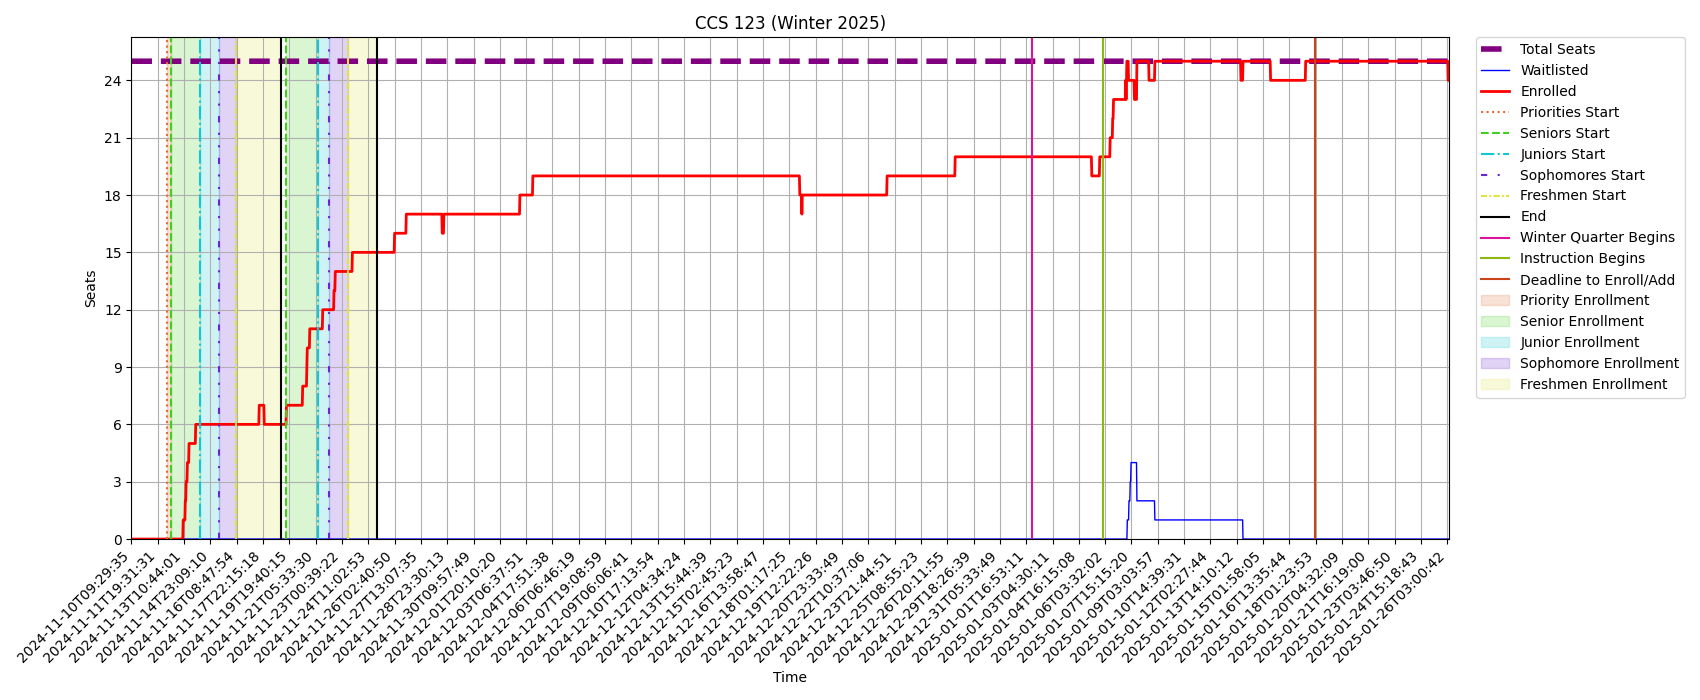 CCS 123 (Winter 2025)
Seats
24
21
18
15
12
9
6
3
0
2024-11-10T09:29:35
2024-11-11T19:31:31
2024-11-13T10:44:01
2024-11-14T23:09:10
2024-11-16T08:47:54
2024-11-17T22:15:18
2024-11-19T19:40:15
2024-11-21T05:33:30
2024-11-23T00:39:22
2024-11-24T11:02:53
2024-11-26T02:40:50
2024-11-27T13:07:35
2024-11-28T23:30:13
2024-11-30T09:57:49
2024-12-01T20:10:20
2024-12-03T06:37:51
2024-12-04T17:51:38
2024-12-06T06:46:19
2024-12-07T19:08:59
2024-12-09T06:06:41
2024-12-10T17:13:54
2024-12-12T04:34:24
2024-12-13T15:44:39
2024-12-15T02:45:23
2024-12-16T13:58:47
2024-12-18T01:17:25
2024-12-19T12:22:26
2024-12-20T23:33:49
2024-12-22T10:37:06
2024-12-23T21:44:51
2024-12-25T08:55:23
2024-12-26T20:11:55
2024-12-29T18:26:39
2024-12-31T05:33:49
2025-01-01T16:53:11
2025-01-03T04:30:11
2025-01-04T16:15:08
2025-01-06T03:32:02
2025-01-07T15:15:20
2025-01-09T03:03:57
2025-01-10T14:39:31
2025-01-12T02:27:44
2025-01-13T14:10:12
2025-01-15T01:58:05
2025-01-16T13:35:44
2025-01-18T01:23:53
2025-01-20T04:32:09
2025-01-21T16:19:00
2025-01-23T03:46:50
2025-01-24T15:18:43
2025-01-26T03:00:42
Time
Total Seats
Waitlisted
Enrolled
Priorities Start
Seniors Start
Juniors Start
Sophomores Start
Freshmen Start
End
Winter Quarter Begins
Instruction Begins
Deadline to Enroll/Add
Priority Enrollment
Senior Enrollment
Junior Enrollment
Sophomore Enrollment
Freshmen Enrollment